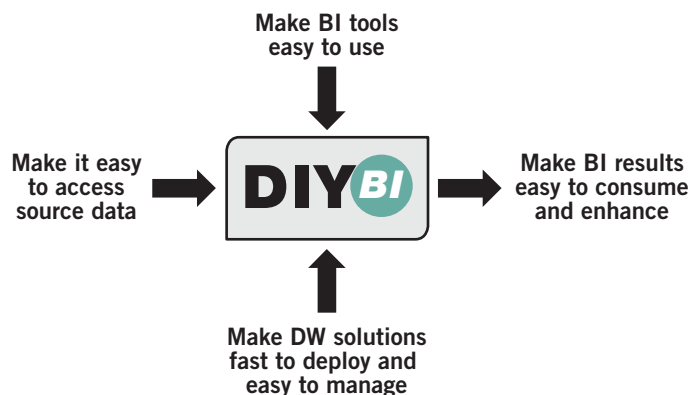 Make BI tools
easy to use
Make it easy
to access
source data
DIY BI
Make BI results
easy to consume
and enhance
Make DW solutions
fast to deploy and
easy to manage